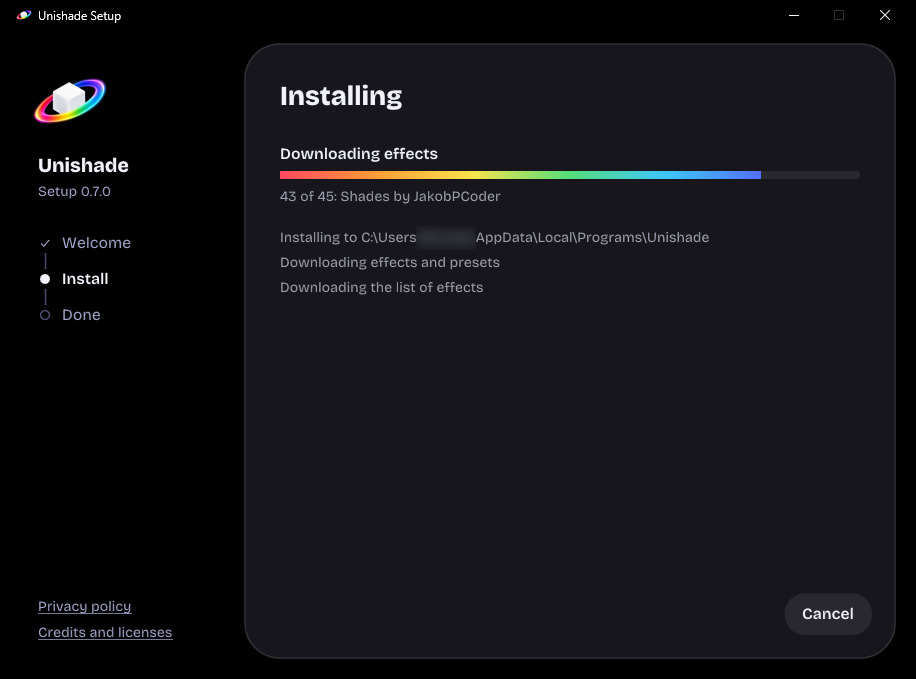 Unishade Setup
Unishade
Setup 0.7.0
Welcome
Install
Done
Privacy policy
Credits and licenses
Installing
Downloading effects
43 of 45: Shades by JakobPCoder
Installing to C:\Users AppData\Local\Programs\Unishade
Downloading effects and presets
Downloading the list of effects
Cancel